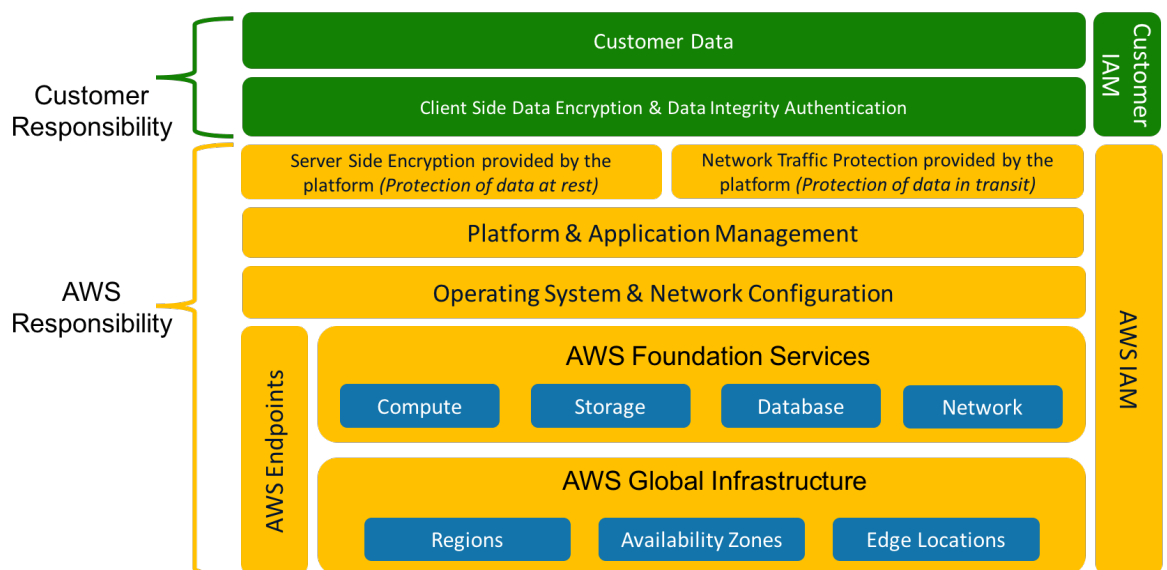 Customer Data
Customer
IAM
Client Side Data Encryption & Data Integrity Authentication
Customer
Responsibility
Server Side Encryption provided by the
platform (Protection of data at rest)
Network Traffic Protection provided by the
platform (Protection of data in transit)
Platform & Application Management
Operating System & Network Configuration
AWS
Responsibility
AWS IAM
AWS Endpoints
AWS Foundation Services
Compute
Storage
Database
Network
AWS Global Infrastructure
Regions
Availability Zones
Edge Locations